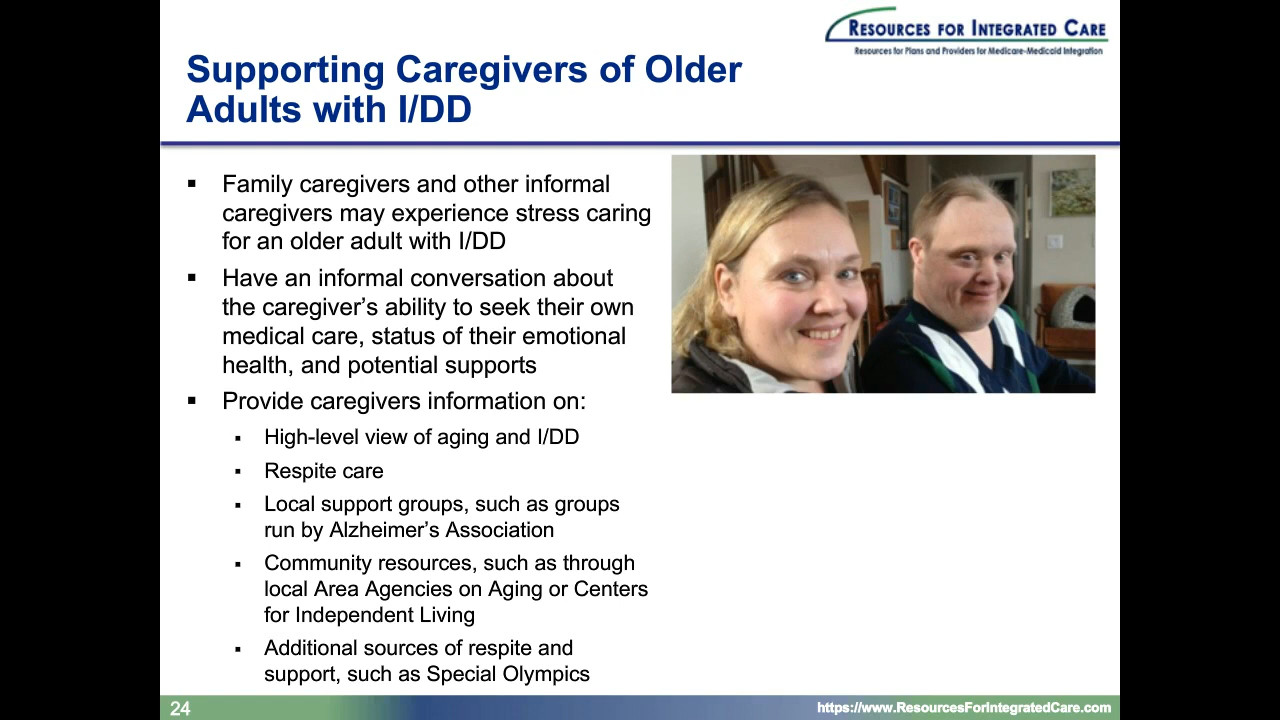 RESOURCES FOR INTEGRATED CARE
Resources for Plans and Providers for Medicare-Medicaid Integration
Supporting Caregivers of Older
Adults with I/DD
▪ Family caregivers and other informal
caregivers may experience stress caring
for an older adult with I/DD
▪ Have an informal conversation about
the caregiver’s ability to seek their own
medical care, status of their emotional
health, and potential supports
▪ Provide caregivers information on:
▪ High-level view of aging and I/DD
▪ Respite care
▪ Local support groups, such as groups
run by Alzheimer’s Association
▪ Community resources, such as through
local Area Agencies on Aging or Centers
for Independent Living
▪ Additional sources of respite and
support, such as Special Olympics
24
https://www.ResourcesForIntegratedCare.com